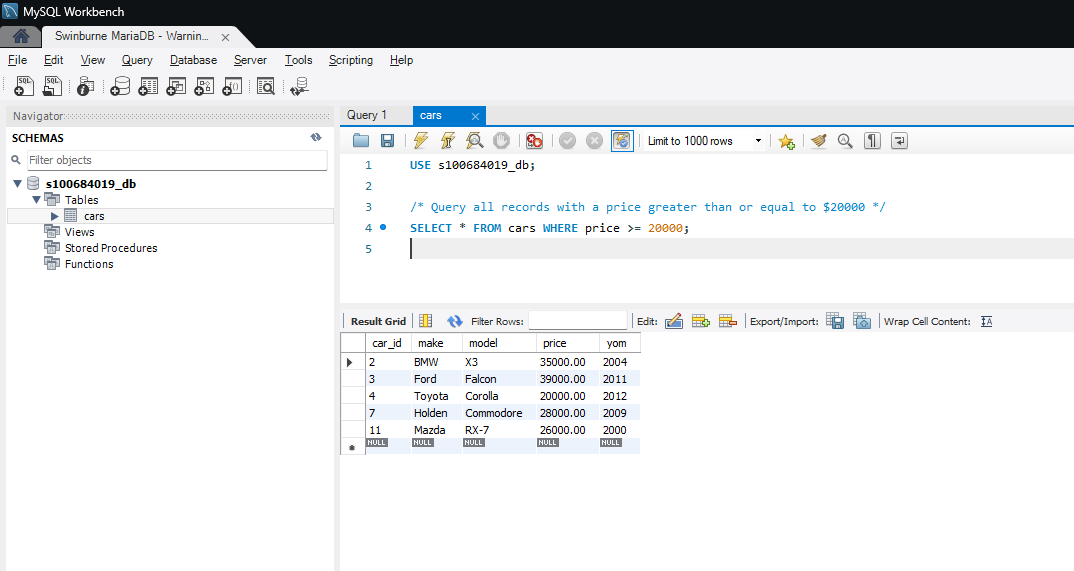 MySQL Workbench
Swinburne MariaDB - Warnin...
File Edit View Query Database Server Tools Scripting Help
Navigator
SCHEMAS
Filter objects
s100684019_db
Tables
cars
Views
Stored Procedures
Functions
Query 1 cars
Limit to 1000 rows
1 USE s100684019_db;
2
3 /* Query all records with a price greater than or equal to $20000 */
4 SELECT * FROM cars WHERE price >= 20000;
5
Result Grid Filter Rows: Edit: Export/Import: Wrap Cell Content:
car_id make model price yom
2 BMW X3 35000.00 2004
3 Ford Falcon 39000.00 2011
4 Toyota Corolla 20000.00 2012
7 Holden Commodore 28000.00 2009
11 Mazda RX-7 26000.00 2000
NULL NULL NULL NULL NULL